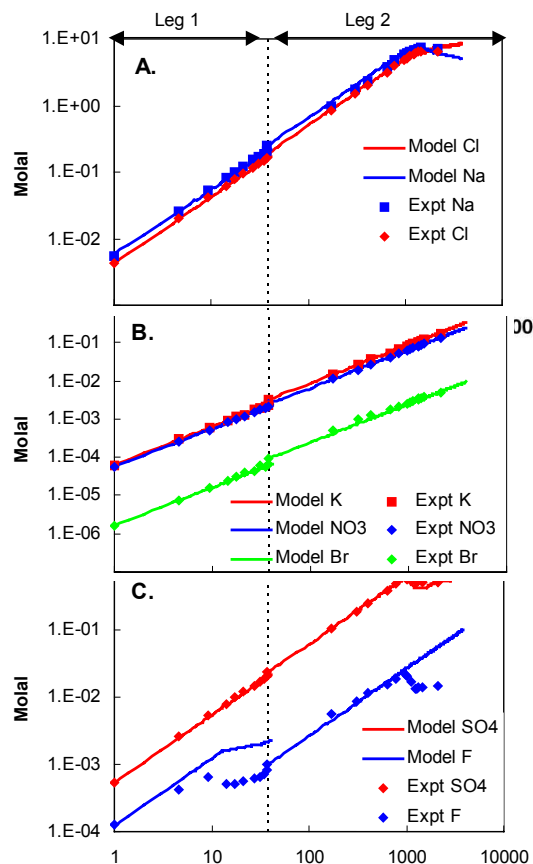 Leg 1 Leg 2
1.E+01
A.
1.E+00
Model Cl
Model Na
1.E-01
Expt Na
Expt Cl
1.E-02
Molal
B.
00
1.E-01
1.E-02
1.E-03
1.E-04
1.E-05
Model K Expt K
Model NO3 Expt NO3
1.E-06
Model Br Expt Br
Molal
C.
1.E-01
1.E-02
Model SO4
Model F
1.E-03
Expt SO4
Expt F
1.E-04
Molal
1 10 100 1000 10000